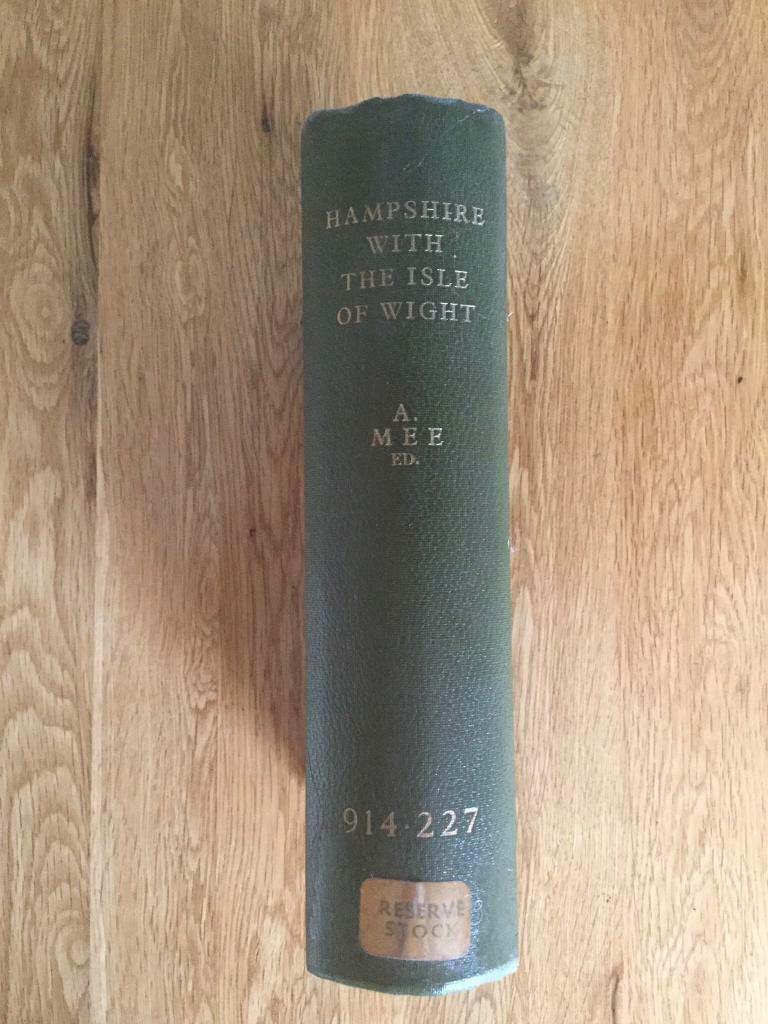 HAMPSHIRE
WITH
THE ISLE
OF WIGHT
A.
MEE
ED.
914.227
RESERVE
STOCK